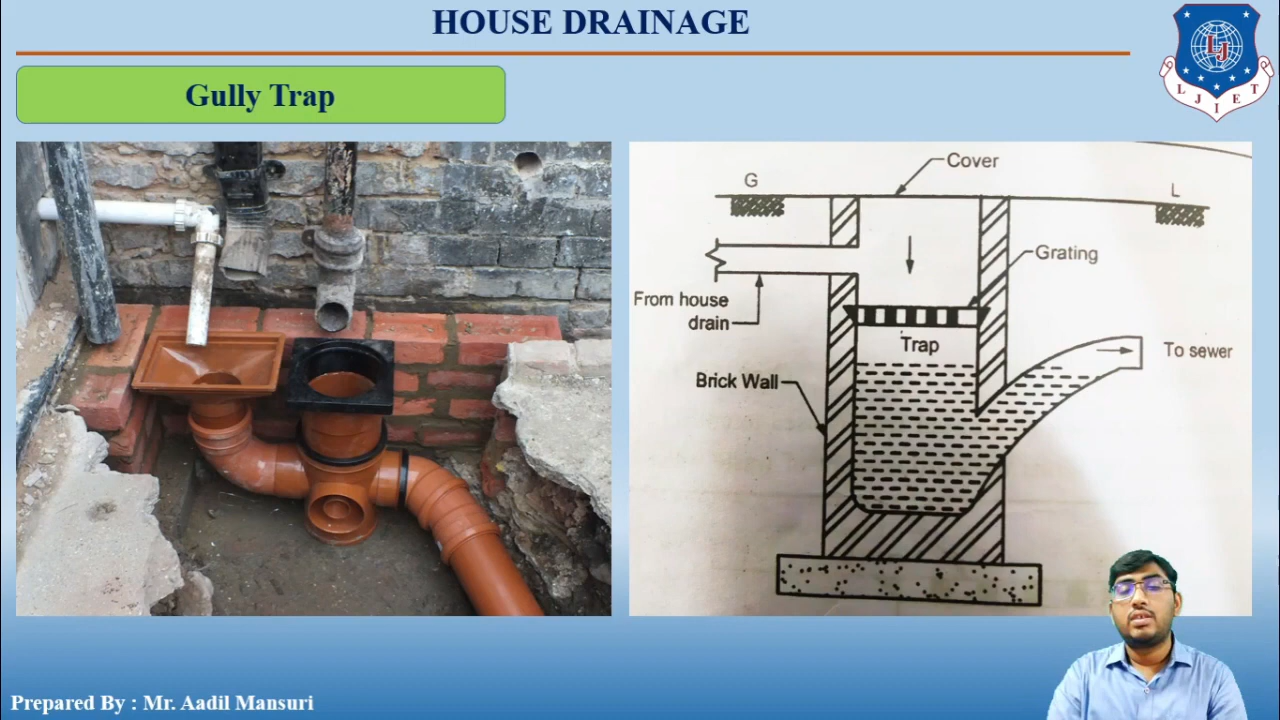 HOUSE DRAINAGE
LJ
L J I E T
Gully Trap
Cover
G
L
Grating
From house
drain
Trap
To sewer
Brick Wall
Prepared By : Mr. Aadil Mansuri